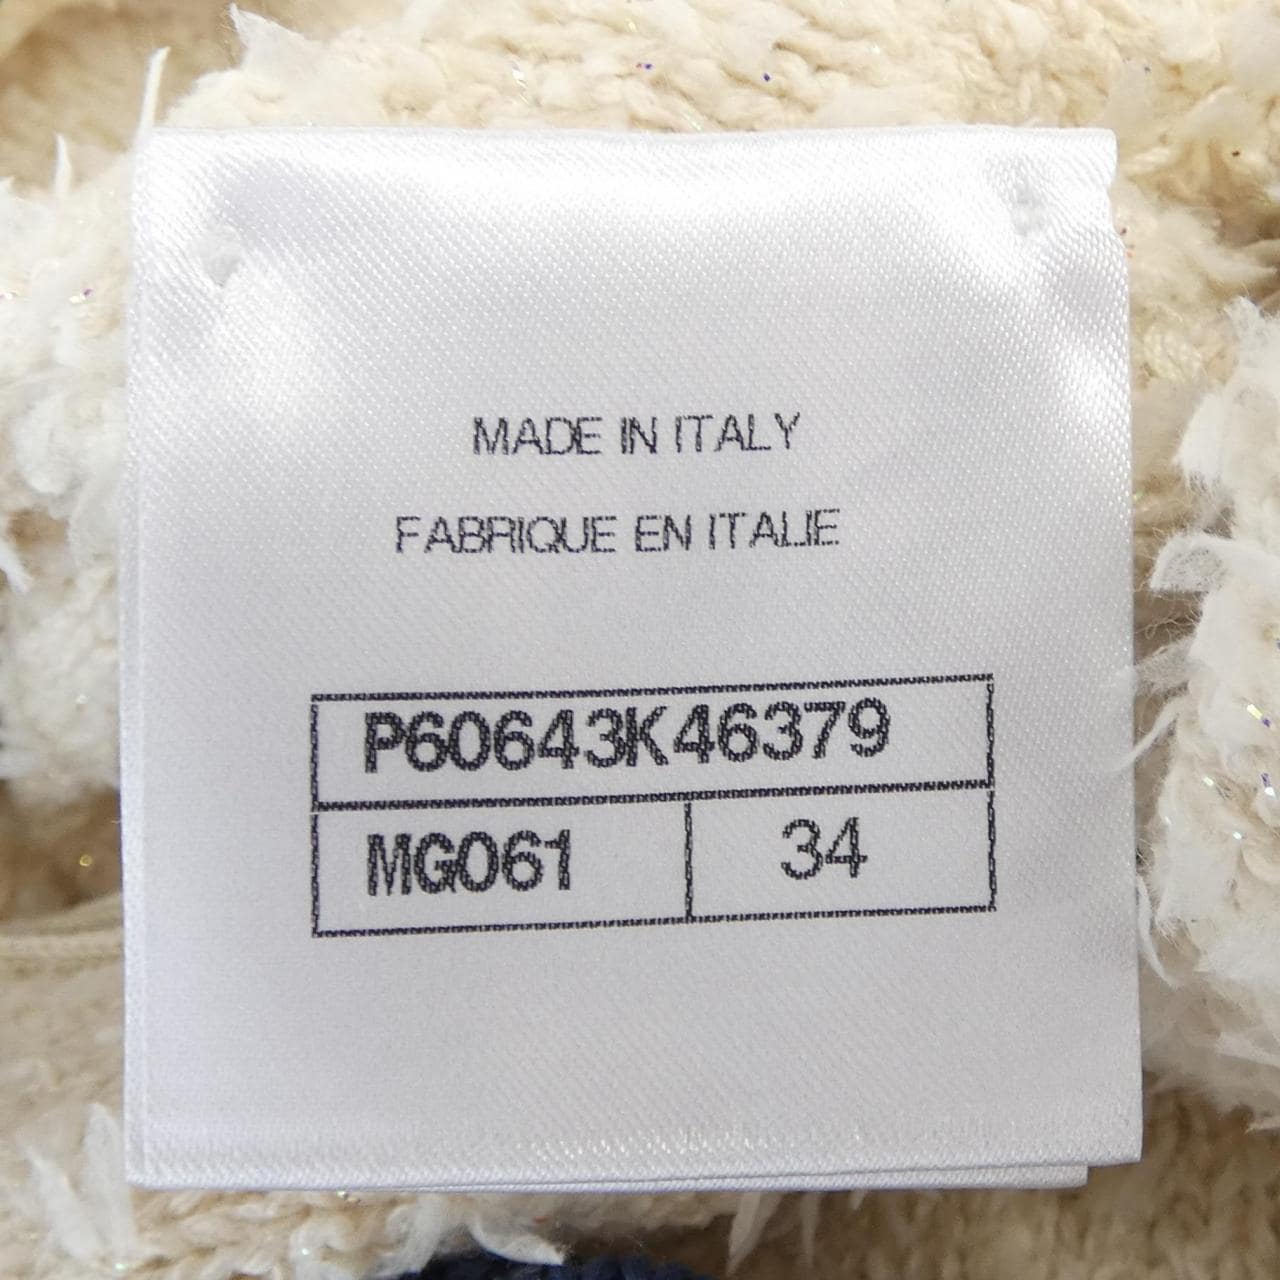 MADE IN ITALY
FABRIQUE EN ITALIE
P60643K46379
MG061 34